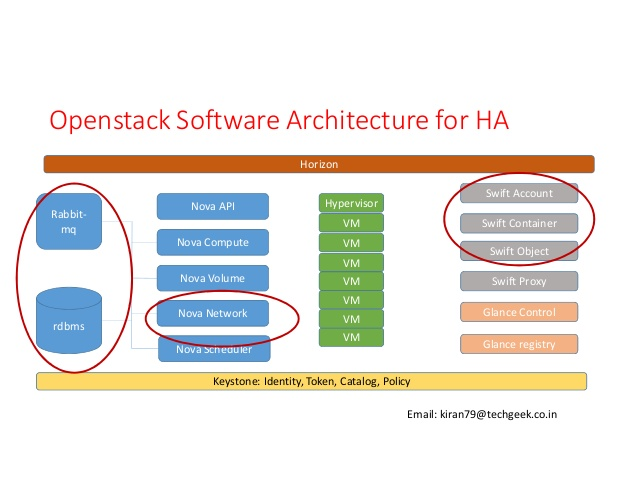 Openstack Software Architecture for HA
Horizon
Rabbit-
mq
rdbms
Nova API
Nova Compute
Nova Volume
Nova Network
Nova Scheduler
Hypervisor
VM
VM
VM
VM
VM
VM
VM
Swift Account
Swift Container
Swift Object
Swift Proxy
Glance Control
Glance registry
Keystone: Identity, Token, Catalog, Policy
Email: kiran79@techgeek.co.in